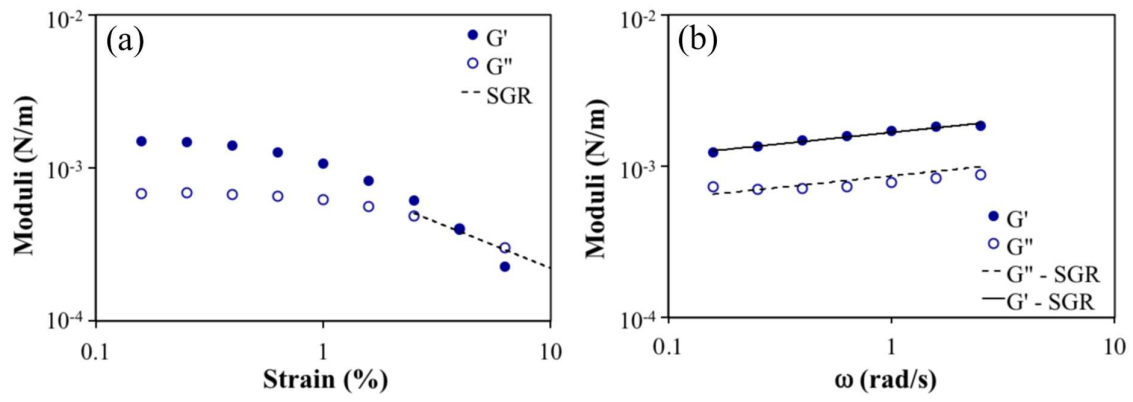 (a)
G'
G"
SGR
10-2
10-3
10-4
Moduli (N/m)
0.1
1
10
Strain (%)
(b)
G'
G"
G" - SGR
G' - SGR
10-2
10-3
10-4
Moduli (N/m)
0.1
1
10
ω (rad/s)